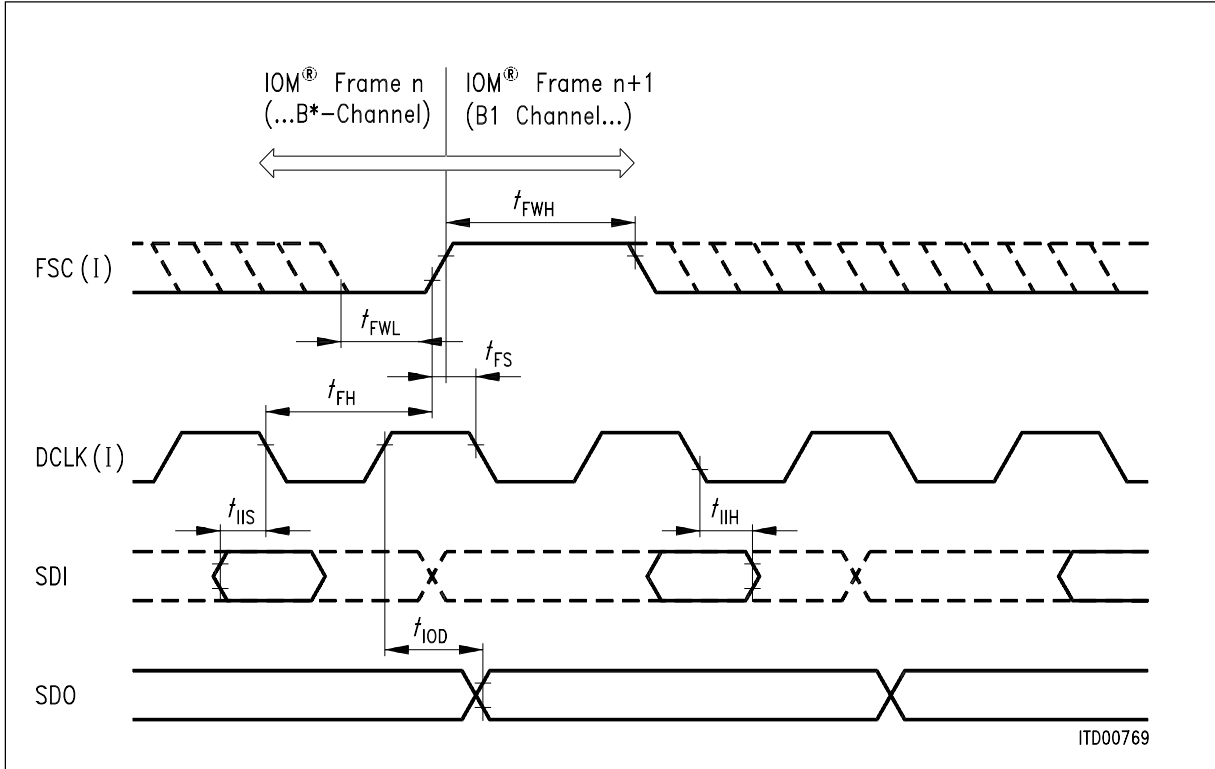 IOM® Frame n
(...B*-Channel)
IOM® Frame n+1
(B1 Channel...)
tFWH
FSC (I)
tFWL
tFS
tFH
DCLK (I)
tIIS
tIIH
SDI
tIOD
SDO
ITD00769